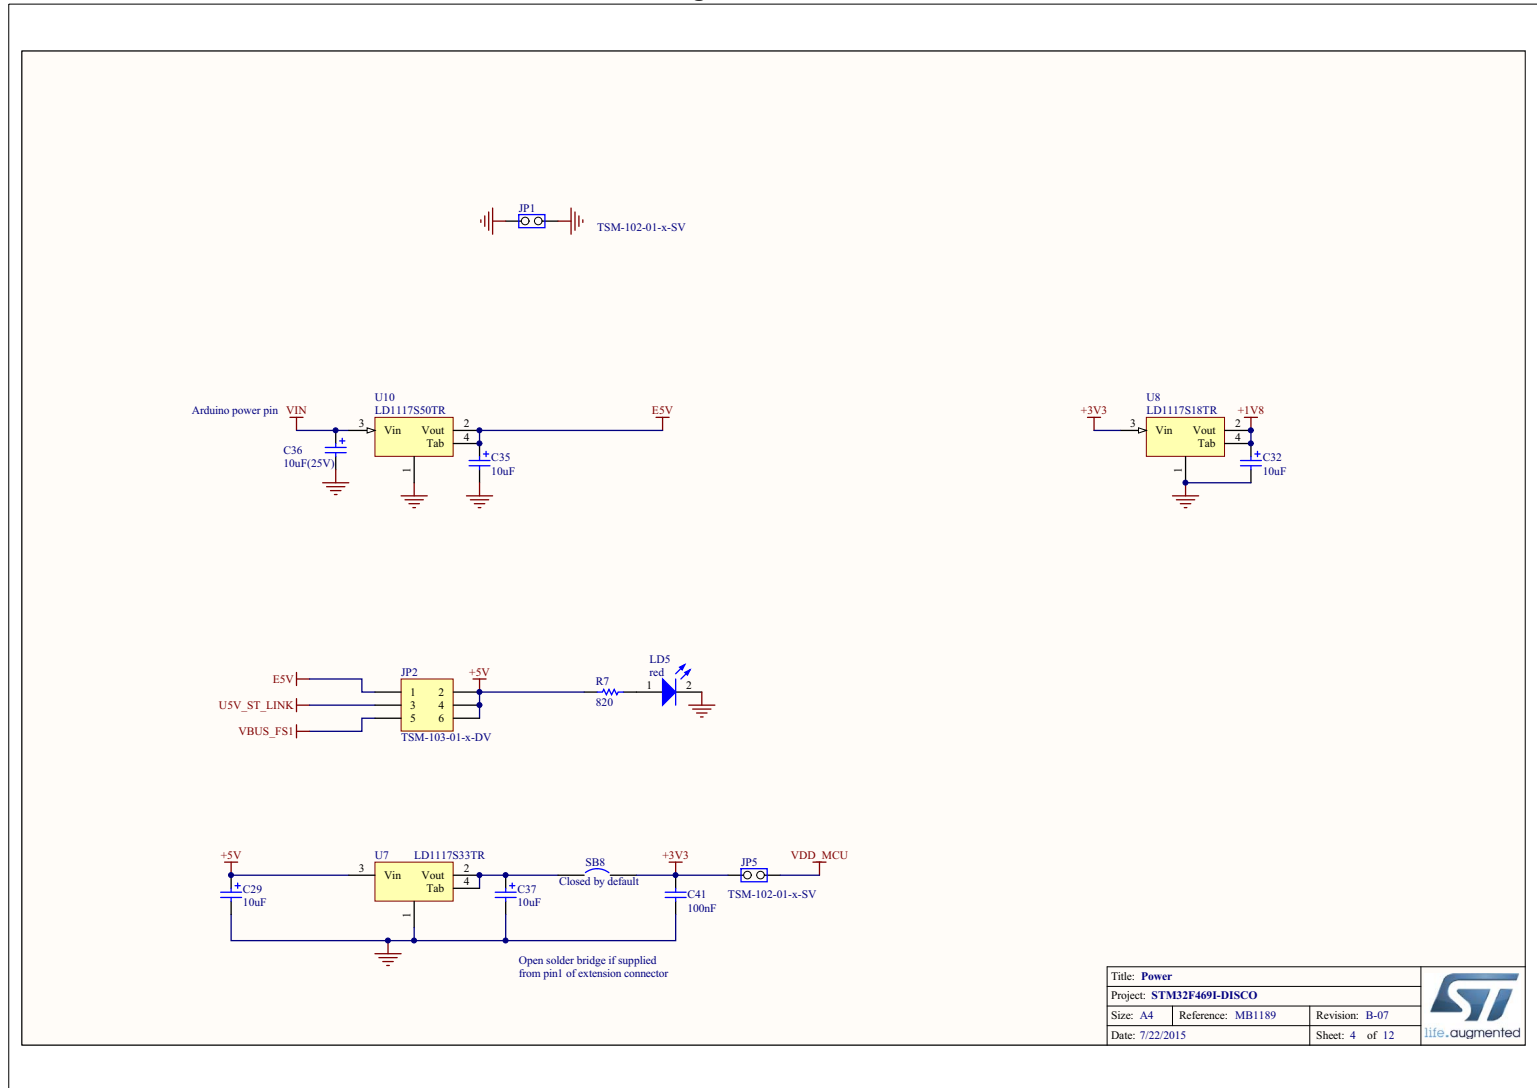 JP1
TSM-102-01-x-SV
Arduino power pin
VIN
U10
LD1117S50TR
3
Vin
Vout
2
Tab
4
1
C36
10uF(25V)
C35
10uF
E5V
+3V3
U8
LD1117S18TR
+1V8
3
Vin
Vout
2
Tab
4
1
C32
10uF
E5V
U5V_ST_LINK
VBUS_FS1
JP2
1 2
3 4
5 6
TSM-103-01-x-DV
+5V
R7
820
LD5
red
1
2
+5V
C29
10uF
U7
LD1117S33TR
3
Vin
Vout
2
Tab
4
1
C37
10uF
SB8
Closed by default
+3V3
C41
100nF
JP5
TSM-102-01-x-SV
VDD_MCU
Open solder bridge if supplied
from pin1 of extension connector
Title: Power
Project: STM32F469I-DISCO
Size: A4 Reference: MB1189 Revision: B-07
Date: 7/22/2015 Sheet: 4 of 12
ST
life.augmented